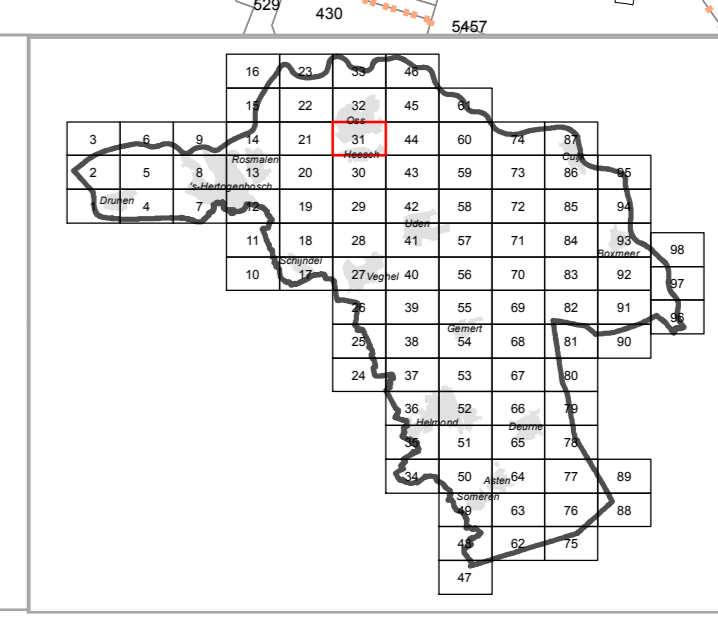 529 430 5457
16 23 33 46
15 22 32 45 61
Oss
3 6 9 14 21 31 44 60 74 87
Rosmalen Heesch Cuijk
2 5 8 13 20 30 43 59 73 86 95
's-Hertogenbosch
Drunen
1 4 7 12 19 29 42 58 72 85 94
Uden
11 18 28 41 57 71 84 93 98
Boxmeer
Schijndel
10 17 27 Veghel 40 56 70 83 92 97
26 39 55 69 82 91 96
Gemert
25 38 54 68 81 90
24 37 53 67 80
36 52 66 79
Helmond Deurne
35 51 65 78
34 50 Asten 64 77 89
Someren
49 63 76 88
48 62 75
47